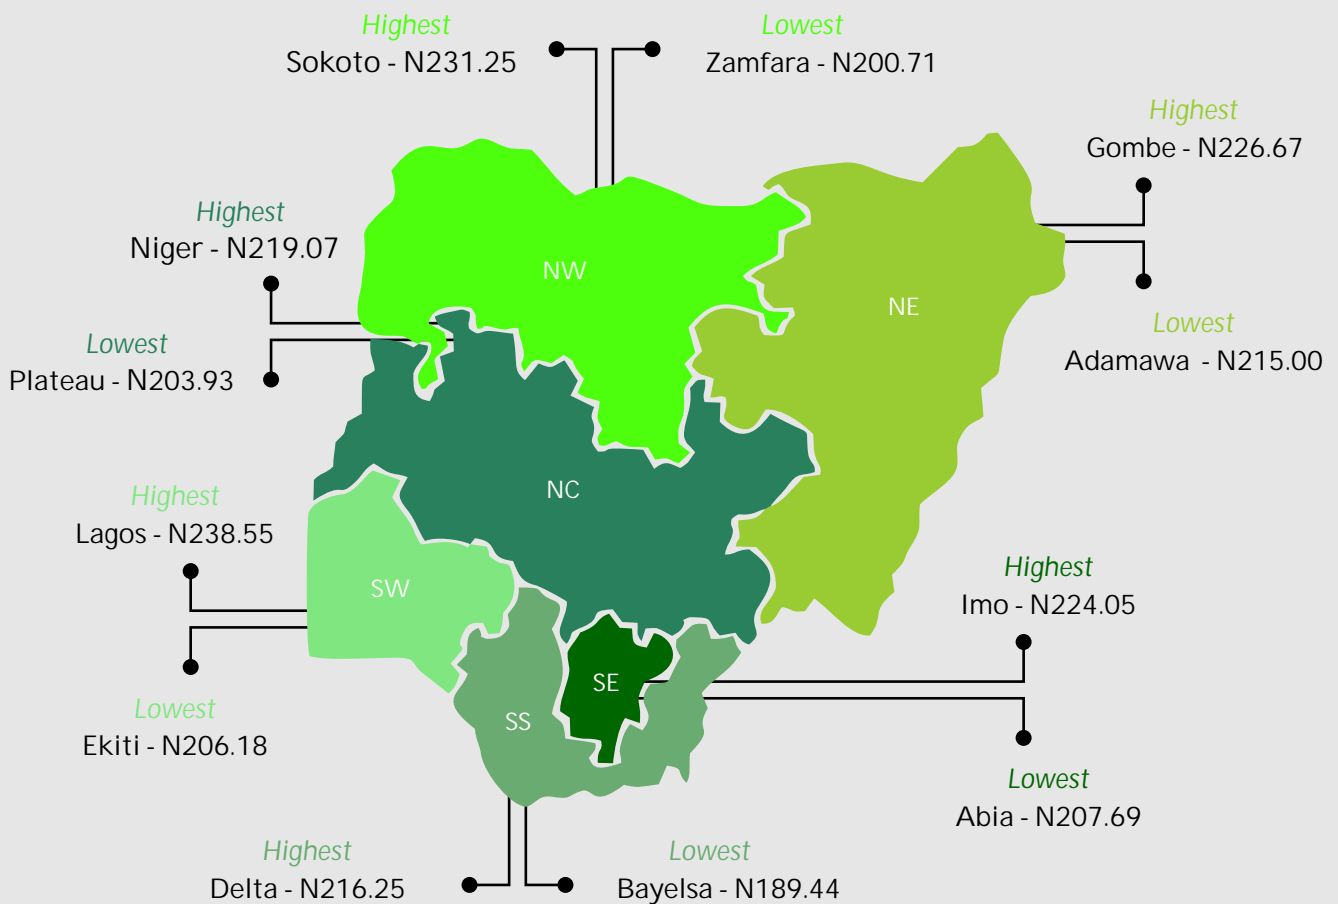 Highest
Sokoto - N231.25
Lowest
Zamfara - N200.71
Highest
Gombe - N226.67
Lowest
Adamawa - N215.00
Highest
Niger - N219.07
Lowest
Plateau - N203.93
NW
NE
NC
Highest
Lagos - N238.55
Lowest
Ekiti - N206.18
SW
SS
SE
Highest
Imo - N224.05
Lowest
Abia - N207.69
Highest
Delta - N216.25
Lowest
Bayelsa - N189.44